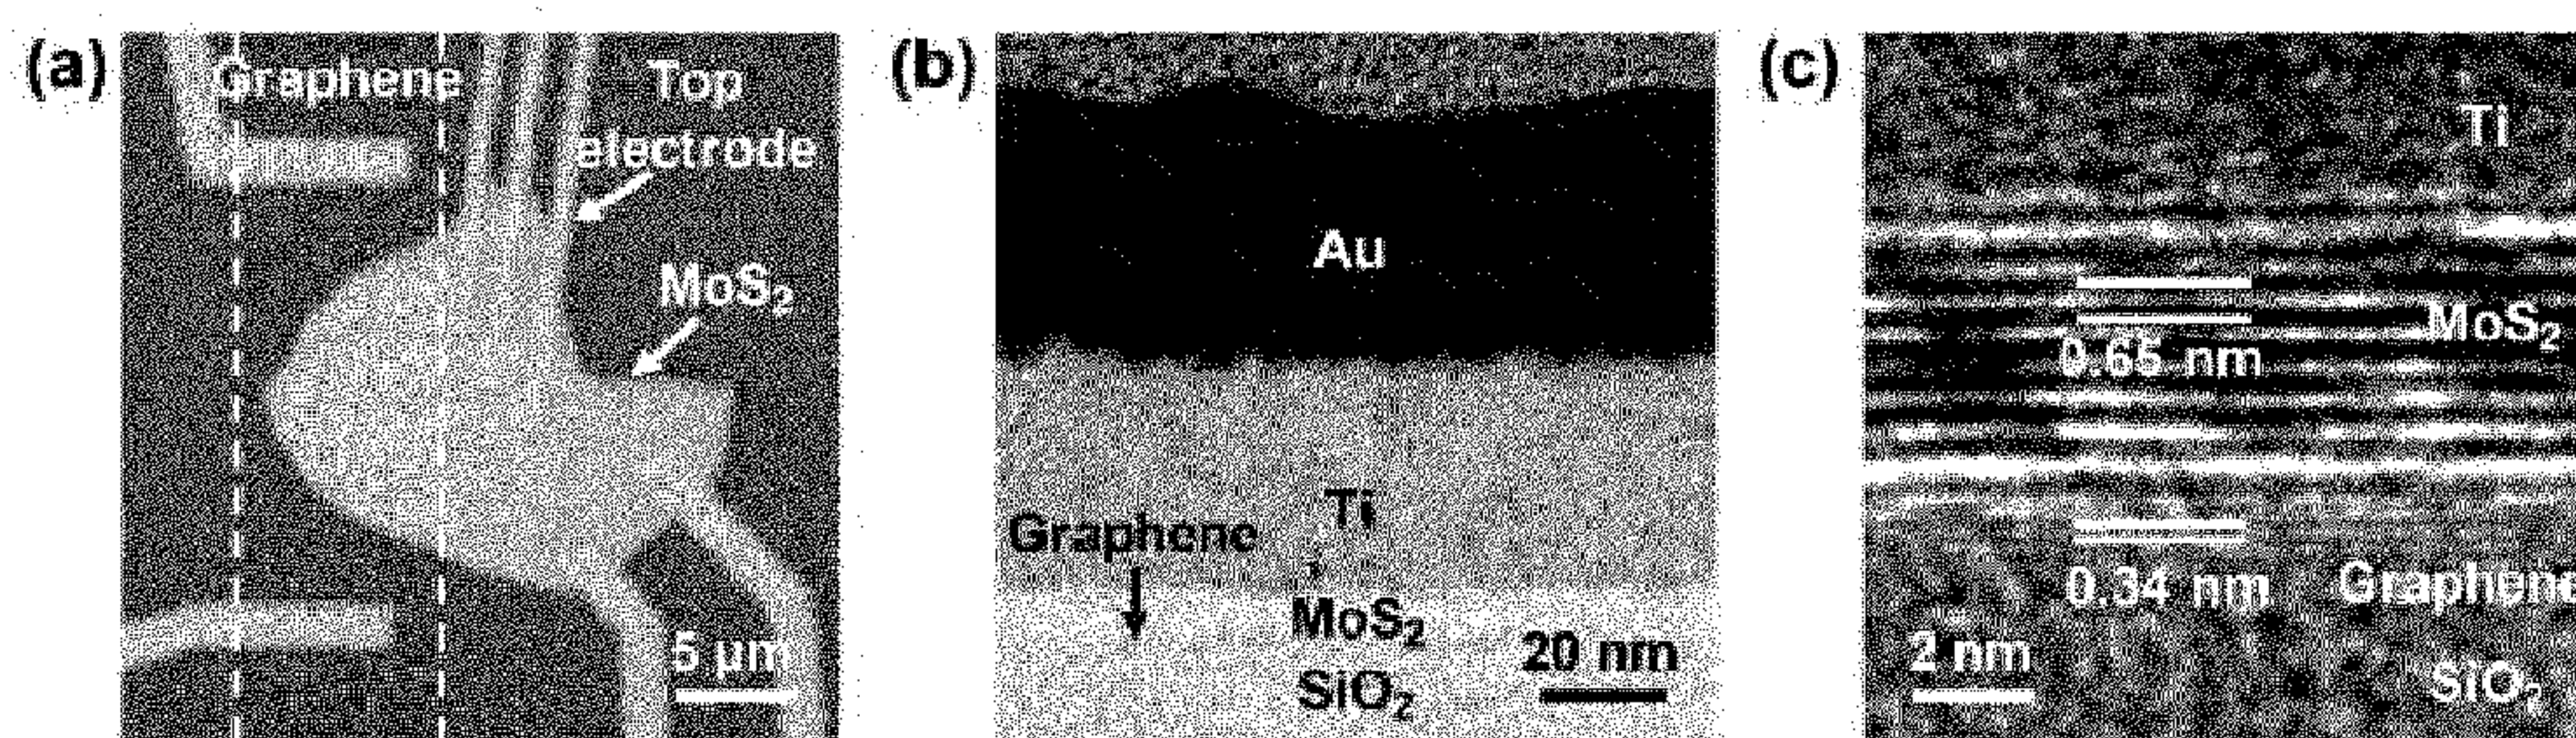 (a)
Graphene
Top
electrode
MoS₂
5 µm
(b)
Au
Ti
Graphene
MoS₂
SiO₂
20 nm
(c)
Ti
MoS₂
0.65 nm
0.34 nm
Graphene
2 nm
SiO₂